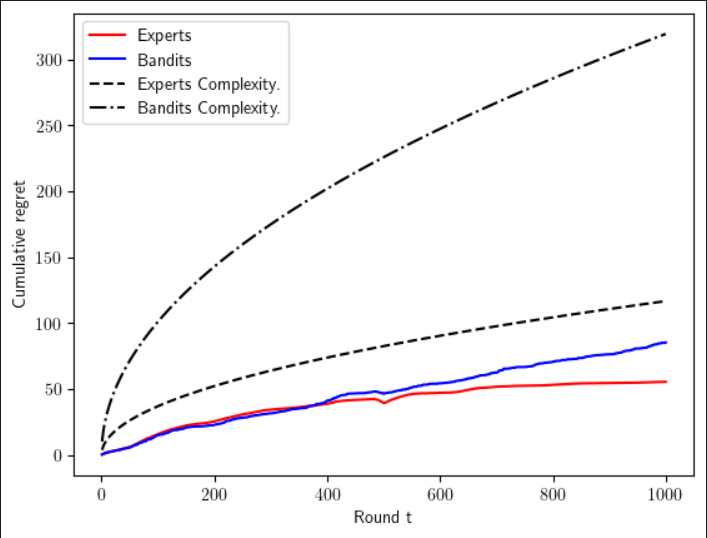 Experts
Bandits
Experts Complexity.
Bandits Complexity.
Cumulative regret
300
250
200
150
100
50
0
0 200 400 600 800 1000
Round t